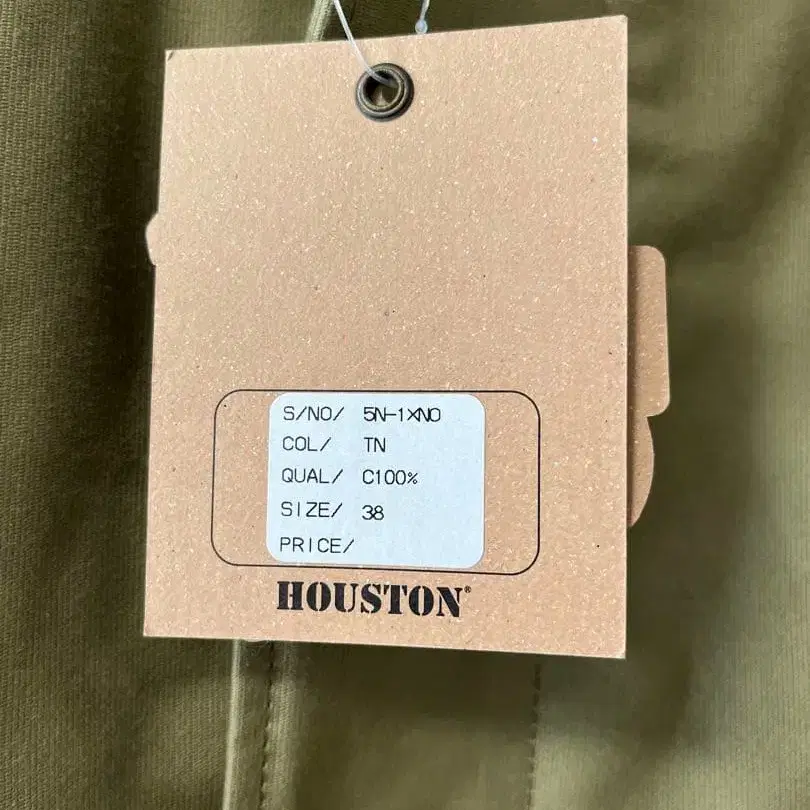 S/NO/ 5N-1XNO
COL/ TN
QUAL/ C100%
SIZE/ 38
PRICE/
HOUSTON®